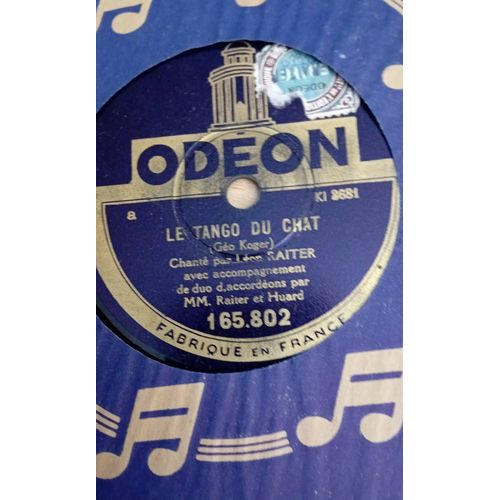 ODEON
a
KI 3681
LE TANGO DU CHAT
(Géo Koger)
Chanté par Léon RAITER
avec accompagnement
de duo d'accordéons par
MM. Raiter et Huard
165.802
FABRIQUÉ EN FRANCE